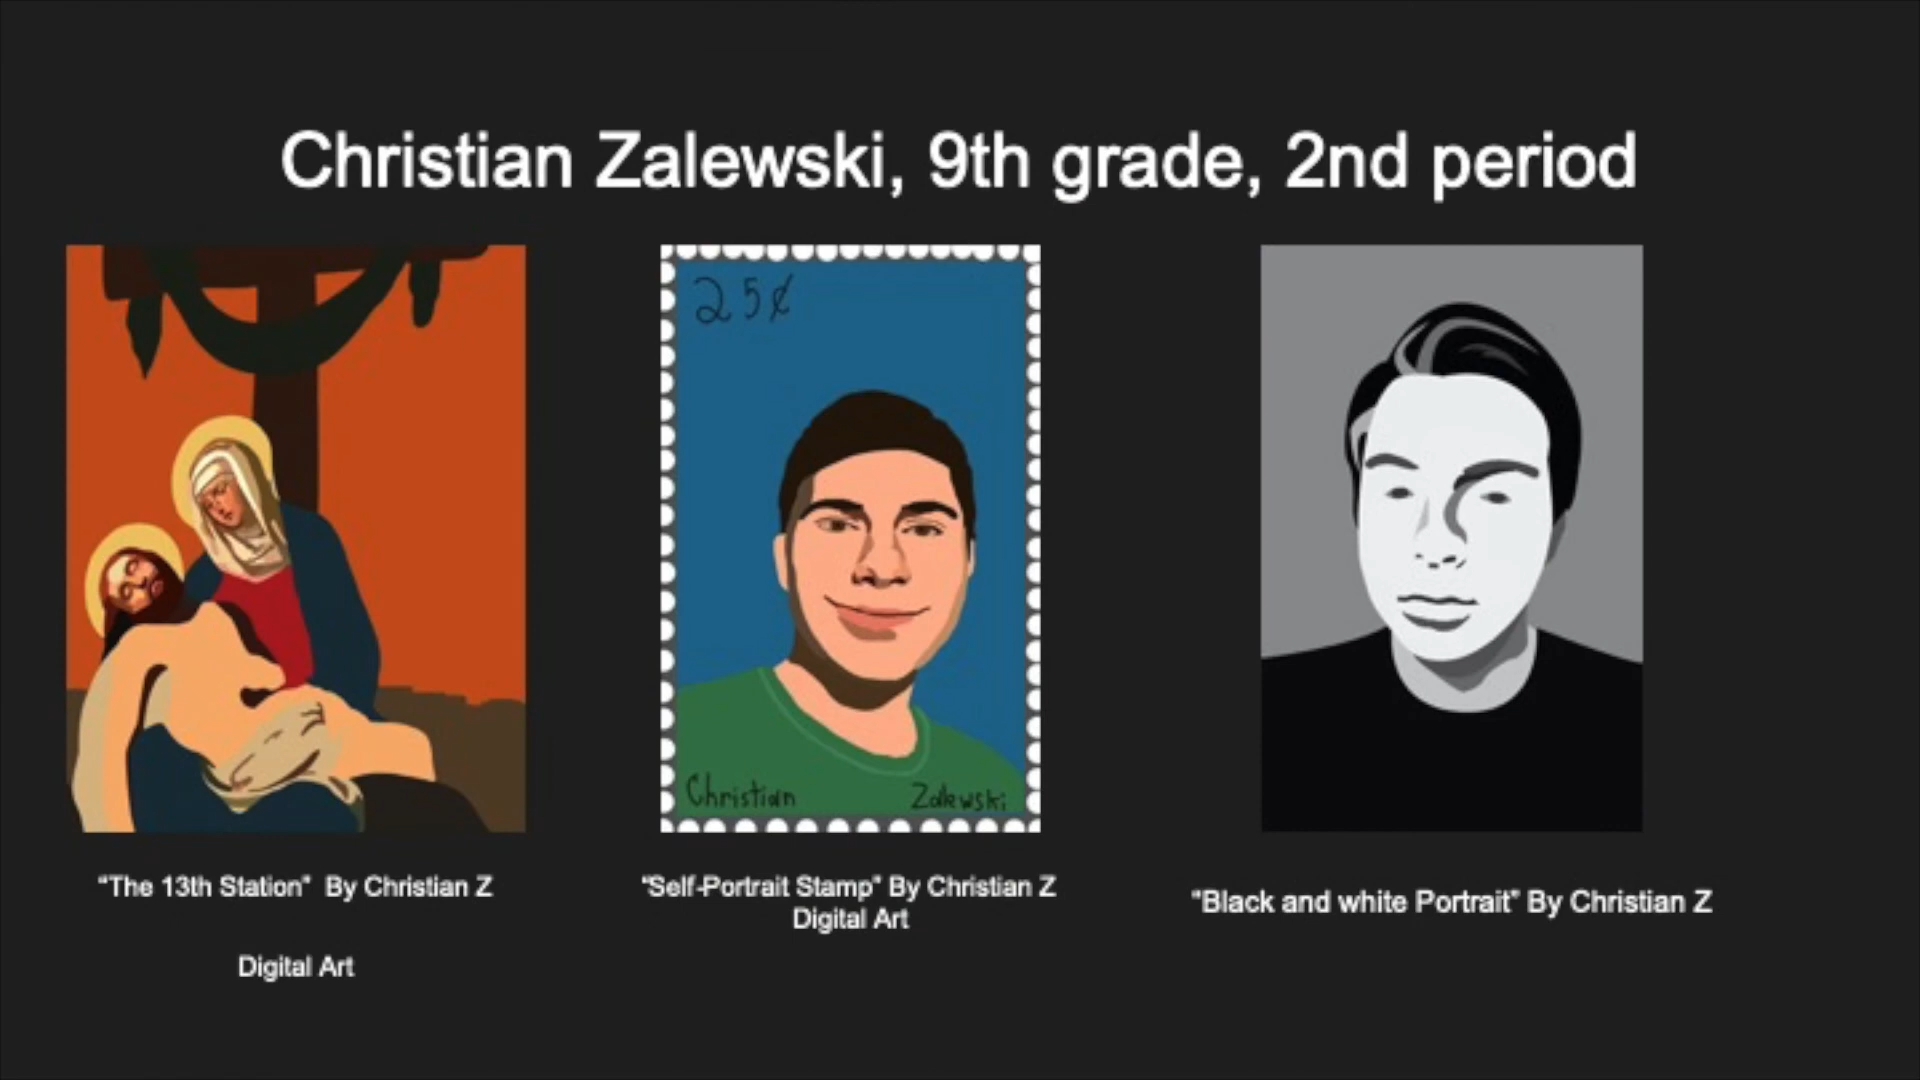 Christian Zalewski, 9th grade, 2nd period
25¢
Christian Zalewski
"The 13th Station" By Christian Z
Digital Art
"Self-Portrait Stamp" By Christian Z
Digital Art
"Black and white Portrait" By Christian Z